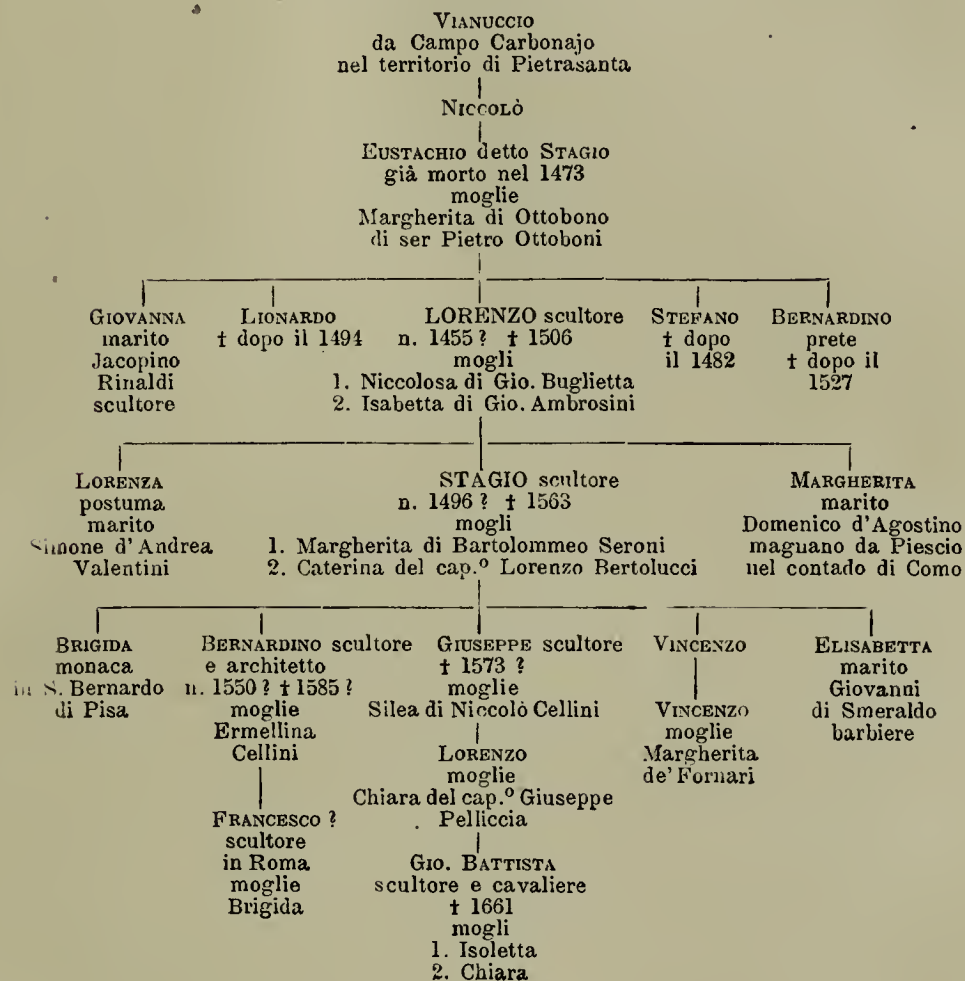 VIANUCCIO
da Campo Carbonajo
nel territorio di Pietrasanta
NICCOLÒ
EUSTACHIO detto STAGIO
già morto nel 1473
moglie
Margherita di Ottobono
di ser Pietro Ottoboni
GIOVANNA
marito
Jacopino
Rinaldi
scultore
LIONARDO
† dopo il 1494
LORENZO scultore
n. 1455? † 1506
mogli
1. Niccolosa di Gio. Buglietta
2. Isabetta di Gio. Ambrosini
STEFANO
† dopo
il 1482
BERNARDINO
prete
† dopo il
1527
LORENZA
postuma
marito
Simone d'Andrea
Valentini
STAGIO scultore
n. 1496? † 1563
mogli
1. Margherita di Bartolommeo Seroni
2. Caterina del cap.º Lorenzo Bertolucci
MARGHERITA
marito
Domenico d'Agostino
magnano da Piescio
nel contado di Como
BRIGIDA
monaca
in S. Bernardo
di Pisa
BERNARDINO scultore
e architetto
n. 1550? † 1585?
moglie
Ermellina
Cellini
GIUSEPPE scultore
† 1573?
moglie
Silea di Niccolò Cellini
VINCENZO
ELISABETTA
marito
Giovanni
di Smeraldo
barbiere
VINCENZO
moglie
Margherita
de' Fornari
LORENZO
moglie
Chiara del cap.º Giuseppe
Pelliccia
FRANCESCO?
scultore
in Roma
moglie
Brigida
GIO. BATTISTA
scultore e cavaliere
† 1661
mogli
1. Isoletta
2. Chiara